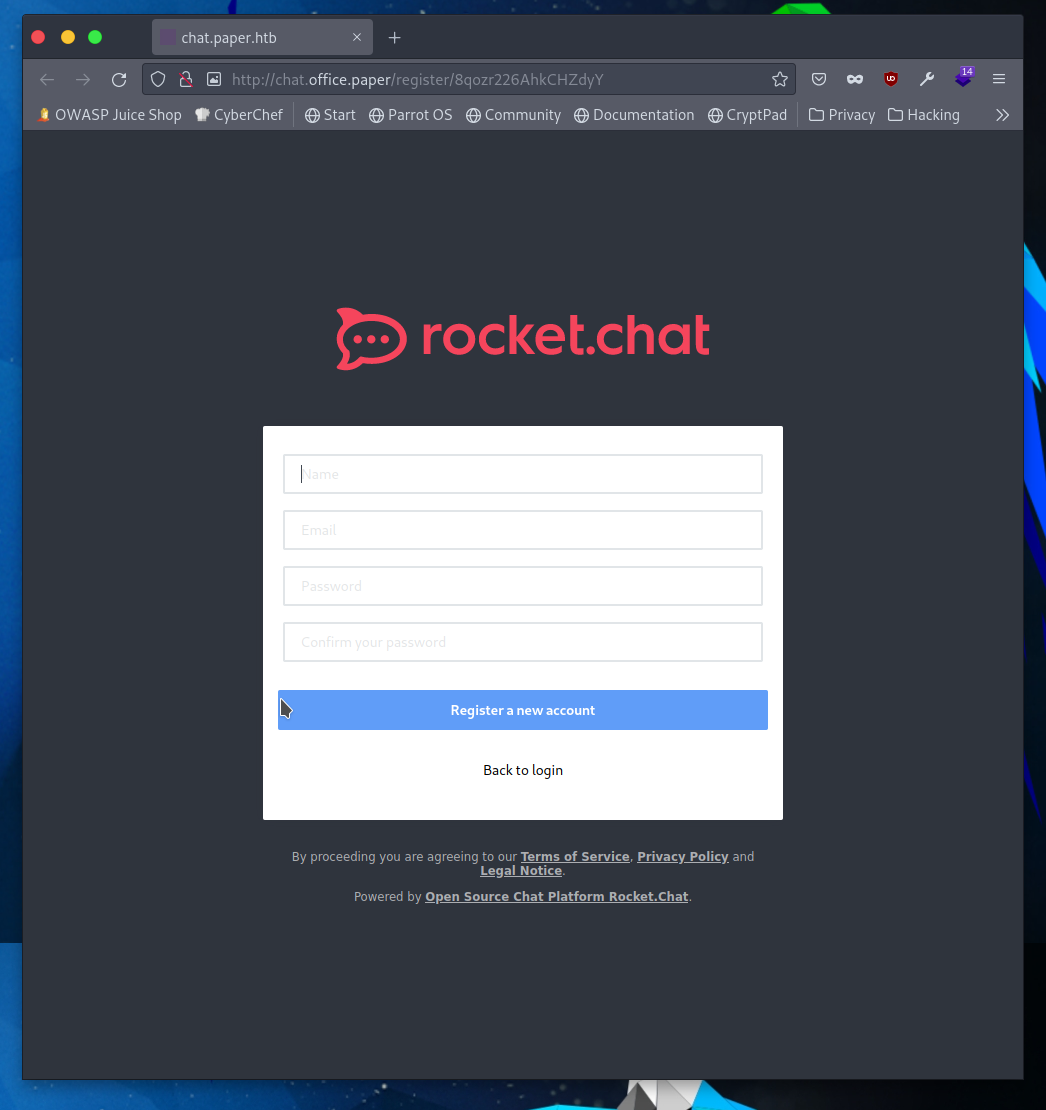 chat.paper.htb
http://chat.office.paper/register/8qozr226AhkCHZdyY
14
OWASP Juice Shop CyberChef Start Parrot OS Community Documentation CryptPad Privacy Hacking
rocket.chat
Name
Email
Password
Confirm your password
Register a new account
Back to login
By proceeding you are agreeing to our Terms of Service, Privacy Policy and
Legal Notice.
Powered by Open Source Chat Platform Rocket.Chat.